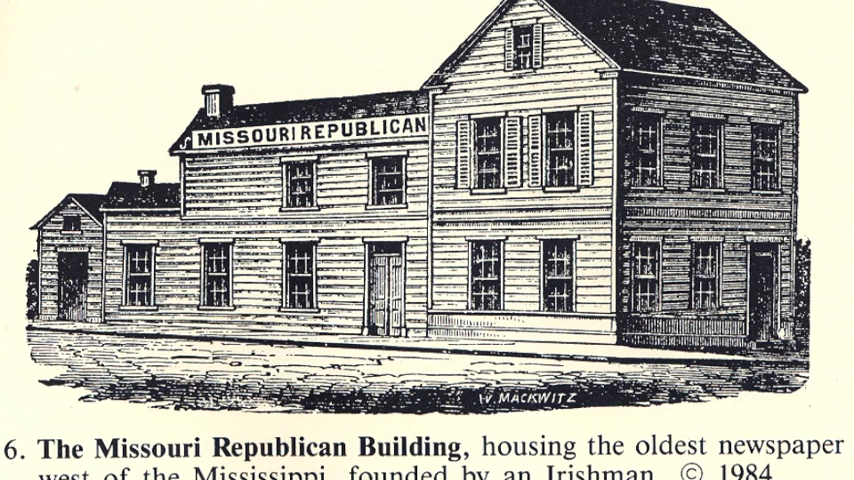 MISSOURI REPUBLICAN
W. MACKWITZ
6. The Missouri Republican Building, housing the oldest newspaper
west of the Mississippi, founded by an Irishman. © 1984